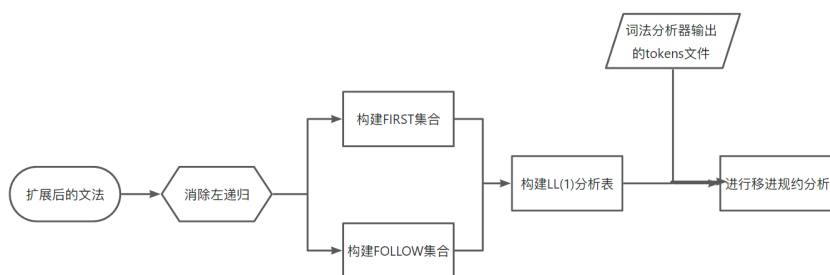 词法分析器输出
的tokens文件
构建FIRST集合
扩展后的文法
消除左递归
构建LL(1)分析表
进行移进规约分析
构建FOLLOW集合